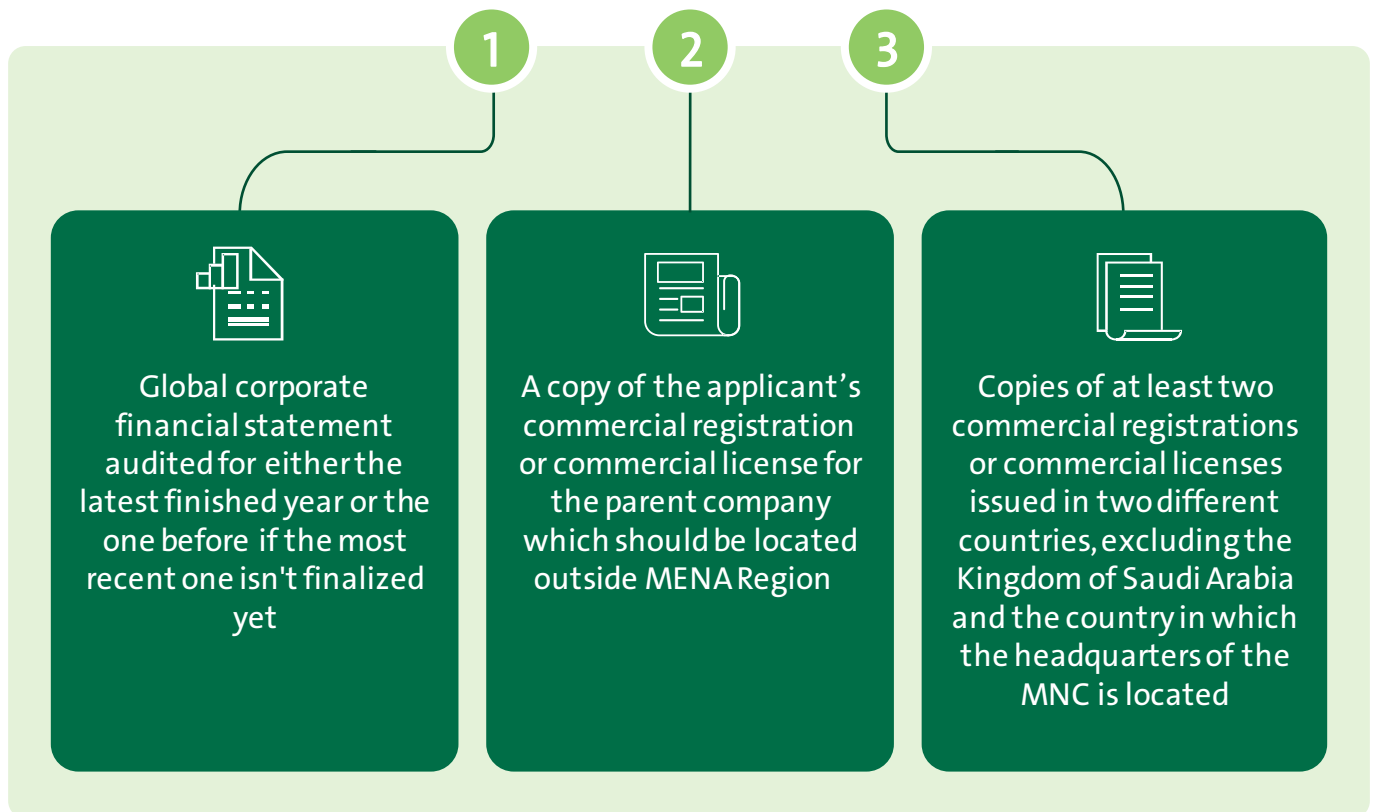 1
2
3
Global corporate
financial statement
audited for either the
latest finished year or the
one before if the most
recent one isn't finalized
yet
A copy of the applicant’s
commercial registration
or commercial license for
the parent company
which should be located
outside MENA Region
Copies of at least two
commercial registrations
or commercial licenses
issued in two different
countries, excluding the
Kingdom of Saudi Arabia
and the country in which
the headquarters of the
MNC is located